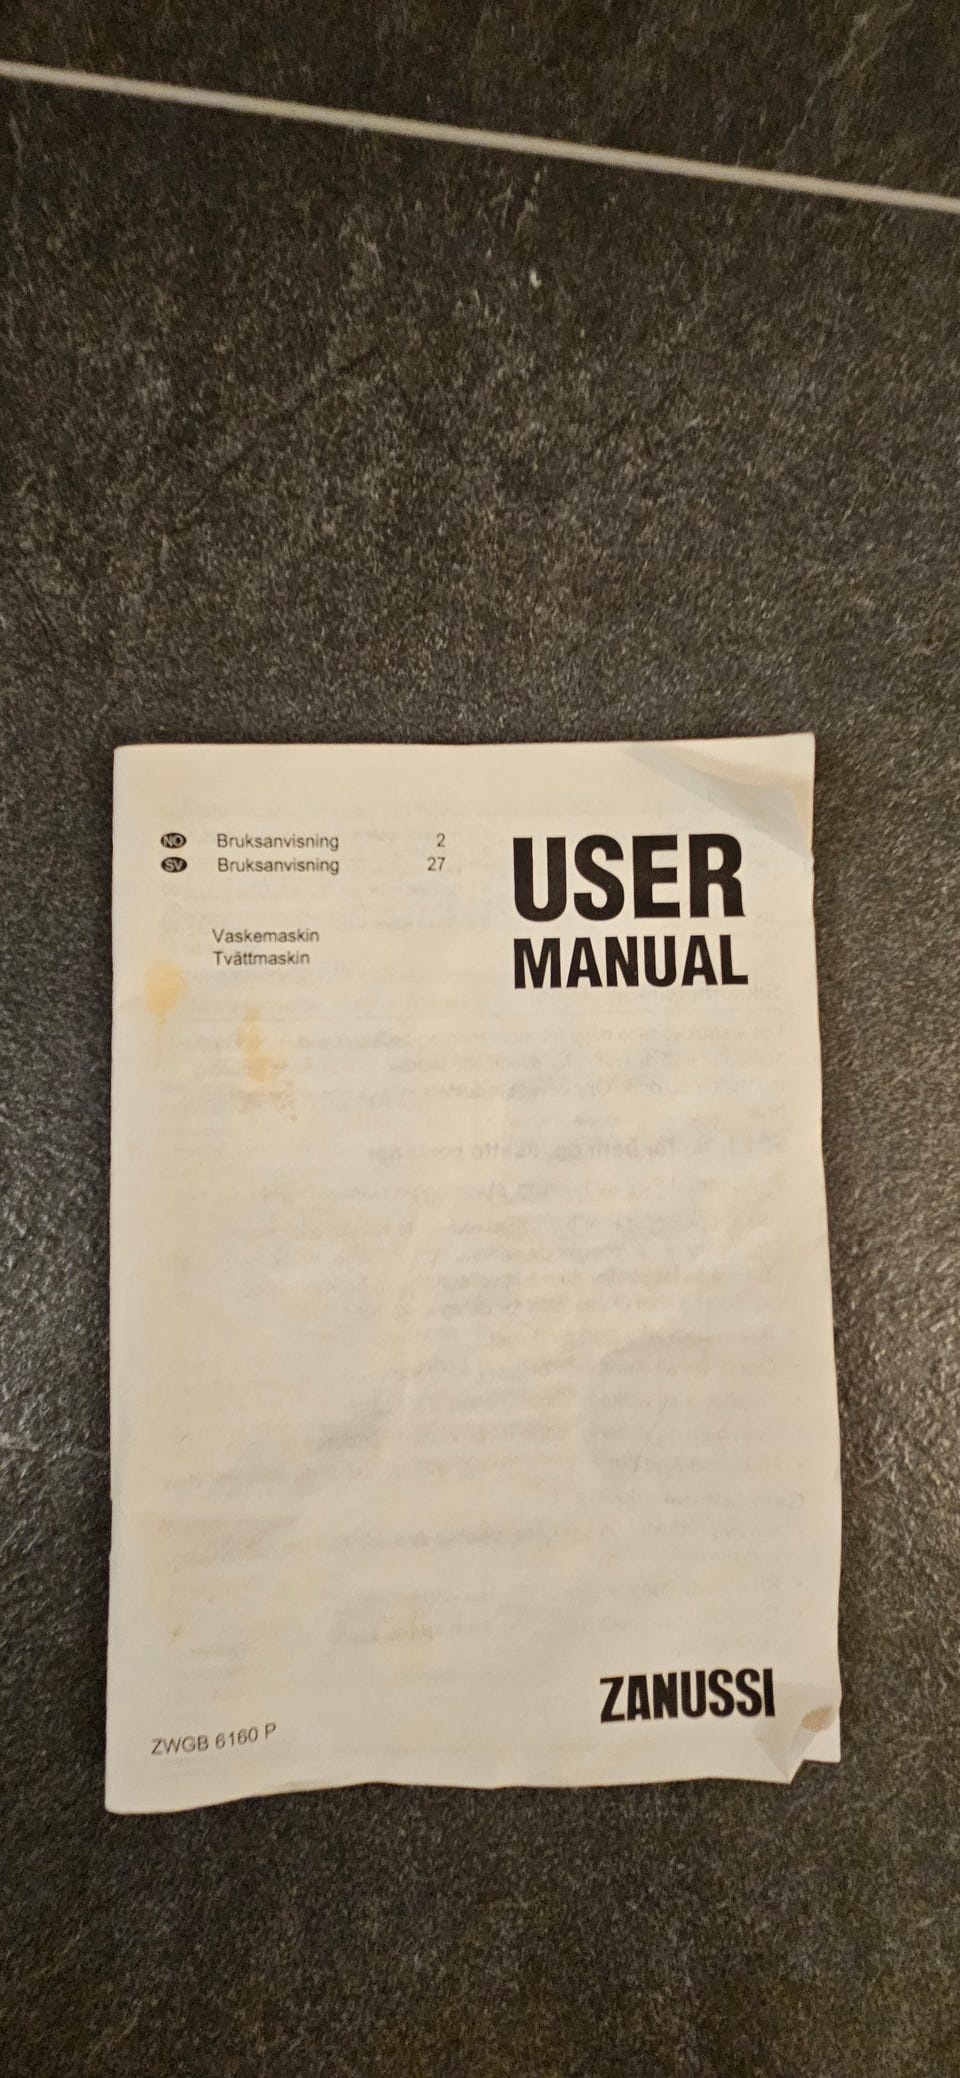 NO Bruksanvisning 2
SV Bruksanvisning 27
Vaskemaskin
Tvättmaskin
USER
MANUAL
ZANUSSI
ZWGB 6160 P